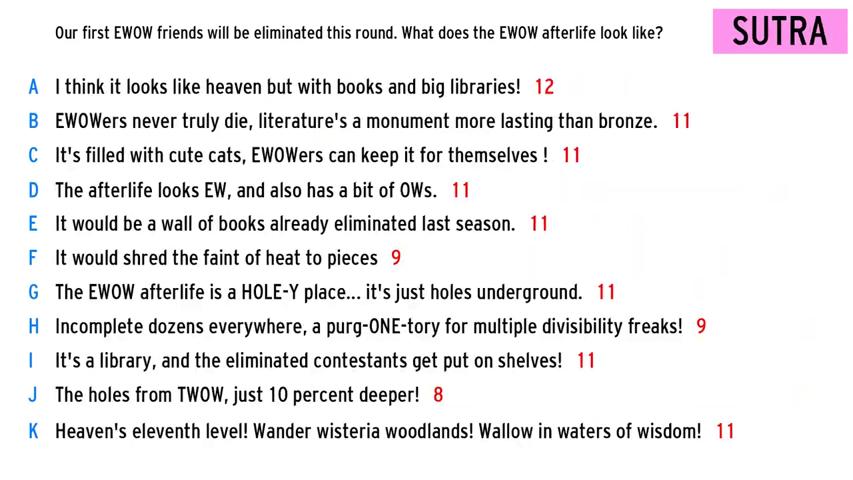 Our first EWOW friends will be eliminated this round. What does the EWOW afterlife look like?
SUTRA
A I think it looks like heaven but with books and big libraries! 12
B EWOWers never truly die, literature's a monument more lasting than bronze. 11
C It's filled with cute cats, EWOWers can keep it for themselves ! 11
D The afterlife looks EW, and also has a bit of OWs. 11
E It would be a wall of books already eliminated last season. 11
F It would shred the faint of heat to pieces 9
G The EWOW afterlife is a HOLE-Y place... it's just holes underground. 11
H Incomplete dozens everywhere, a purg-ONE-tory for multiple divisibility freaks! 9
I It's a library, and the eliminated contestants get put on shelves! 11
J The holes from TWOW, just 10 percent deeper! 8
K Heaven's eleventh level! Wander wisteria woodlands! Wallow in waters of wisdom! 11